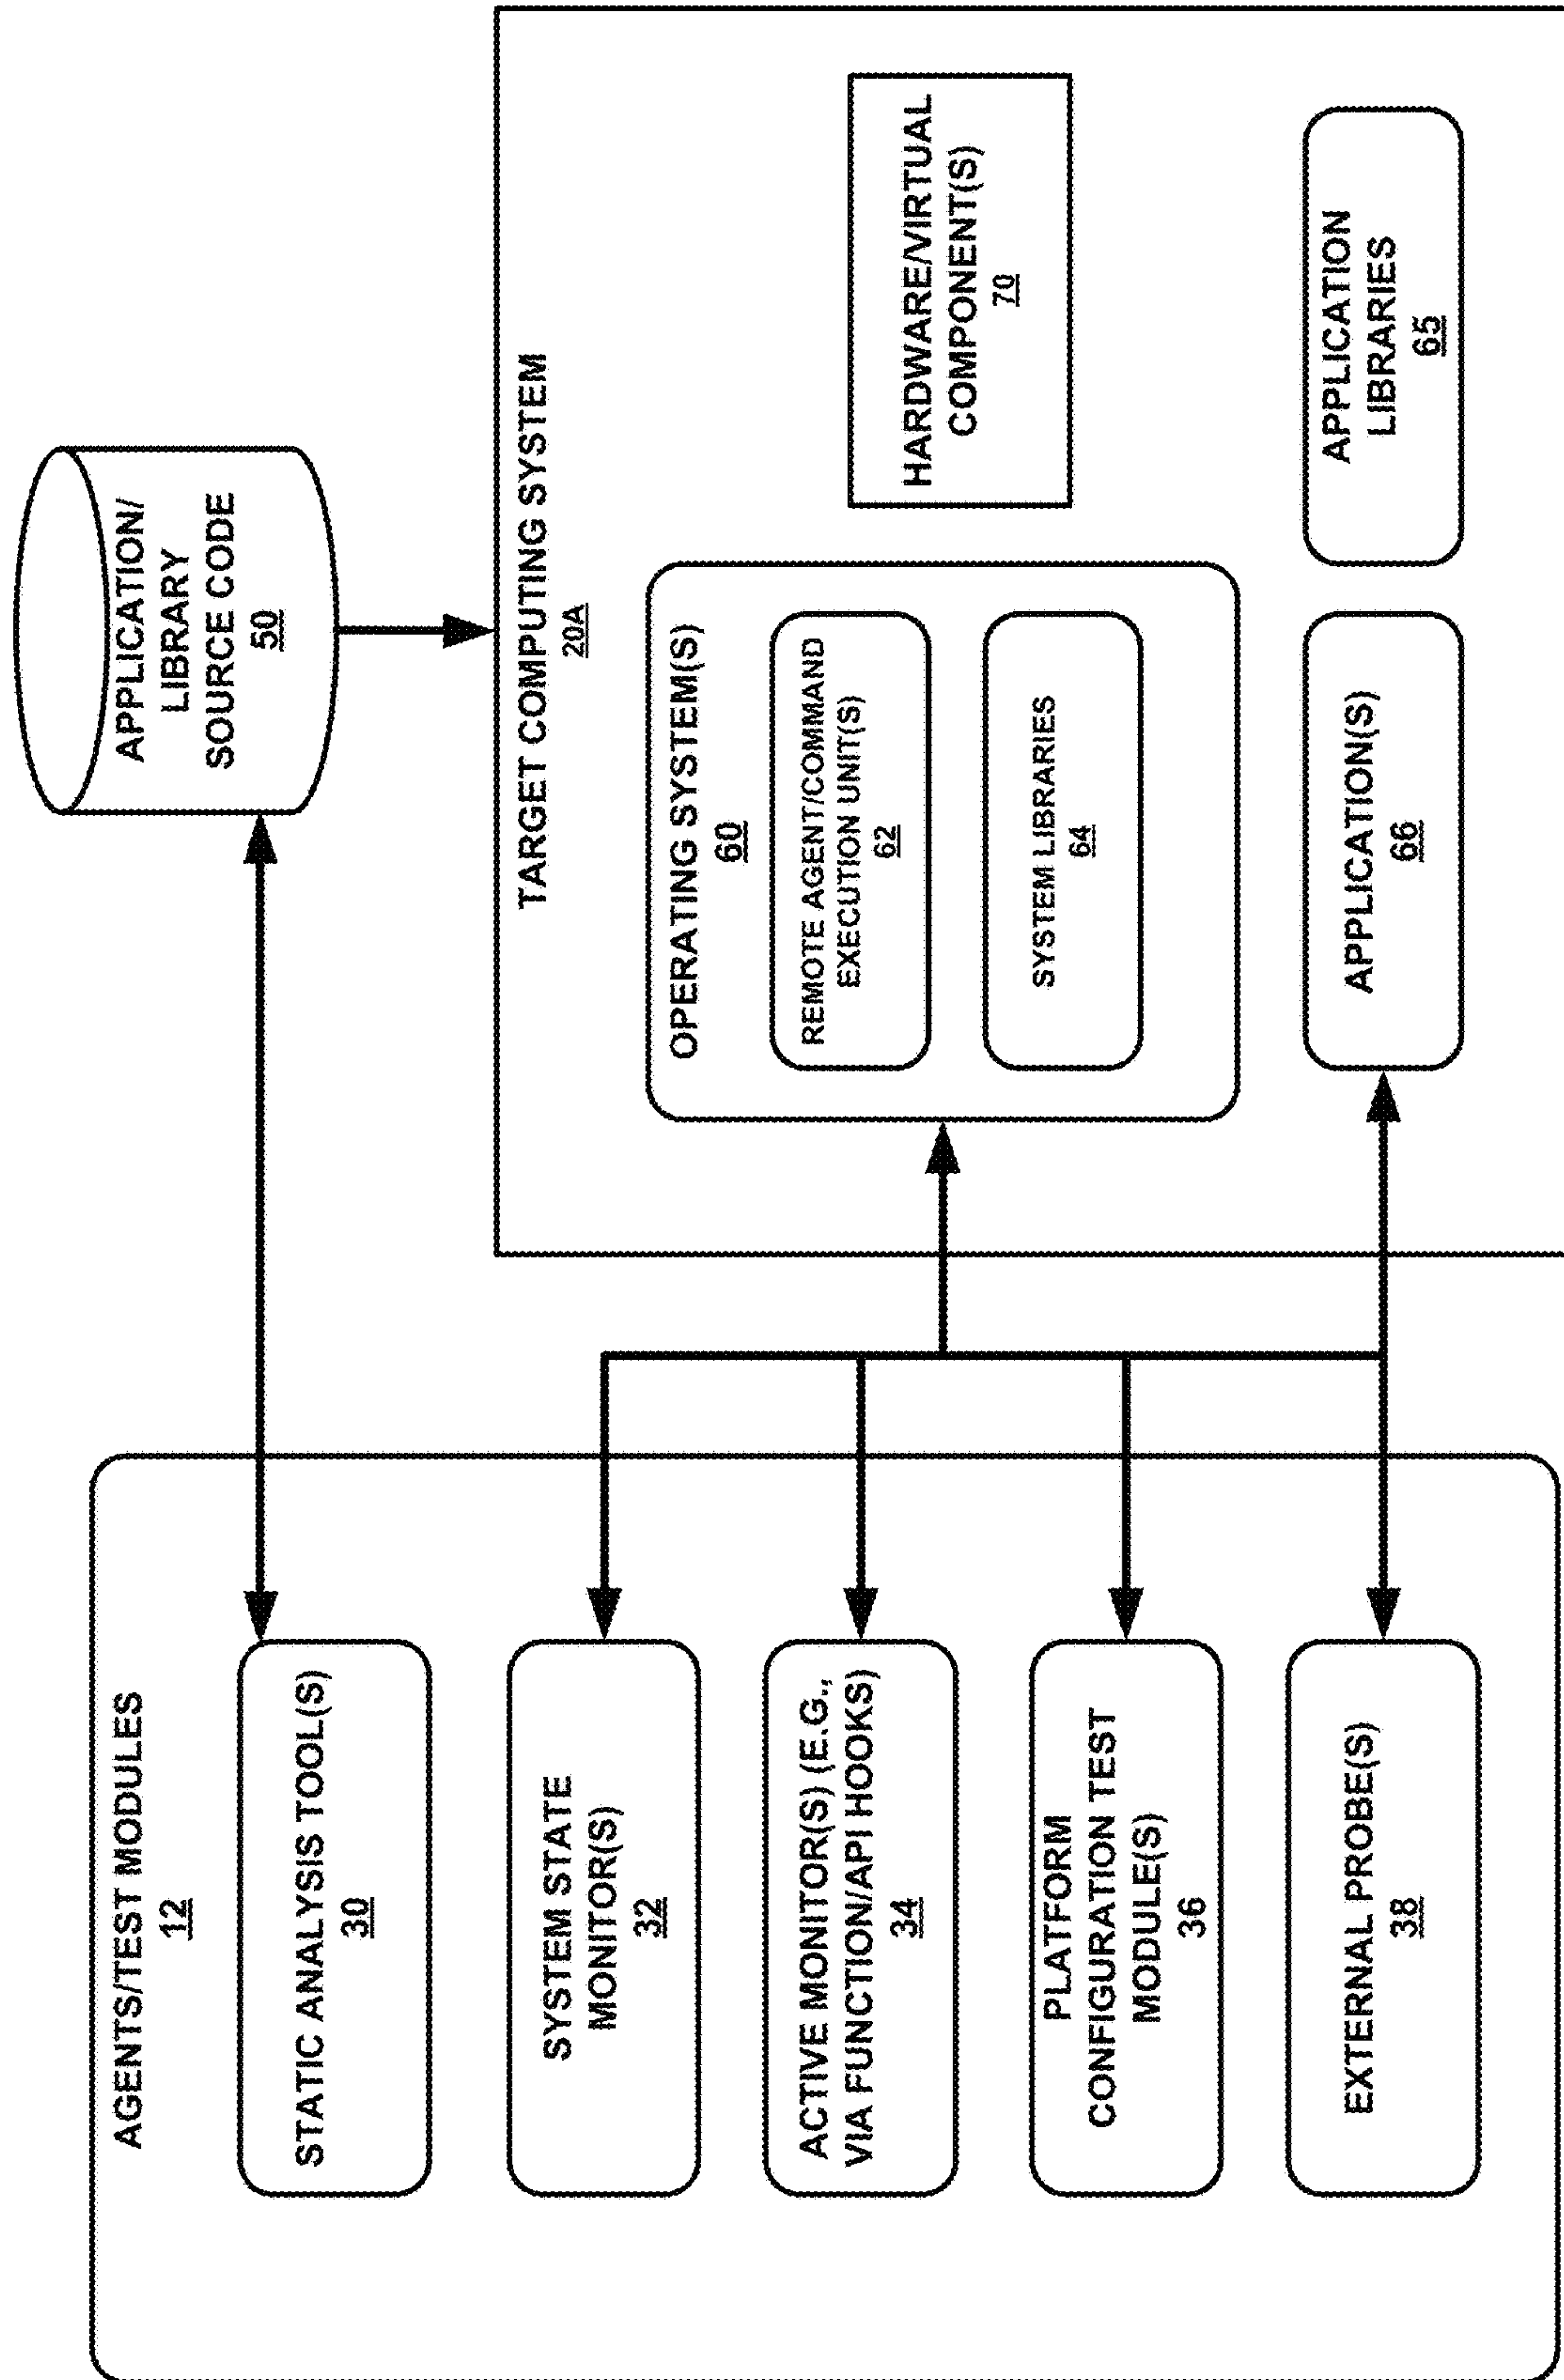 AGENTS/TEST MODULES
12
STATIC ANALYSIS TOOL(S)
30
SYSTEM STATE
MONITOR(S)
32
ACTIVE MONITOR(S) (E.G.,
VIA FUNCTION/API HOOKS)
34
PLATFORM
CONFIGURATION TEST
MODULE(S)
36
EXTERNAL PROBE(S)
38
APPLICATION/
LIBRARY
SOURCE CODE
50
TARGET COMPUTING SYSTEM
20A
OPERATING SYSTEM(S)
60
REMOTE AGENT/COMMAND
EXECUTION UNIT(S)
62
SYSTEM LIBRARIES
64
HARDWARE/VIRTUAL
COMPONENT(S)
70
APPLICATION(S)
66
APPLICATION
LIBRARIES
65